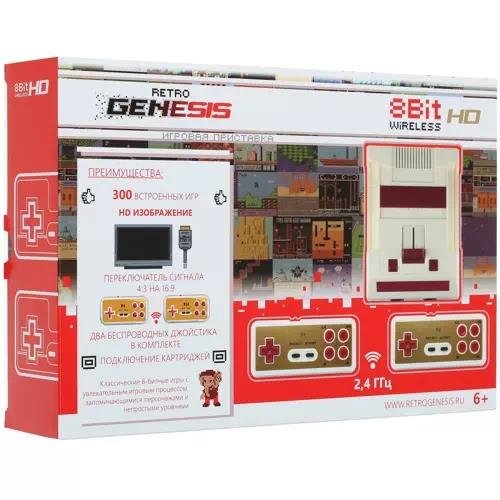 8Bit HD
WIRELESS
RETRO
GENESIS
ИГРОВАЯ ПРИСТАВКА
8Bit HD
WiRELESS
ПРЕИМУЩЕСТВА:
300 ВСТРОЕННЫХ ИГР
HD ИЗОБРАЖЕНИЕ
ПЕРЕКЛЮЧАТЕЛЬ СИГНАЛА
4:3 НА 16:9
ДВА БЕСПРОВОДНЫХ ДЖОЙСТИКА
В КОМПЛЕКТЕ
ПОДКЛЮЧЕНИЕ КАРТРИДЖЕЙ
Классические 8-битные игры с
увлекательным игровым процессом,
запоминающимися персонажами и
непростыми уровнями
2,4 ГГц
WWW.RETROGENESIS.RU
6+